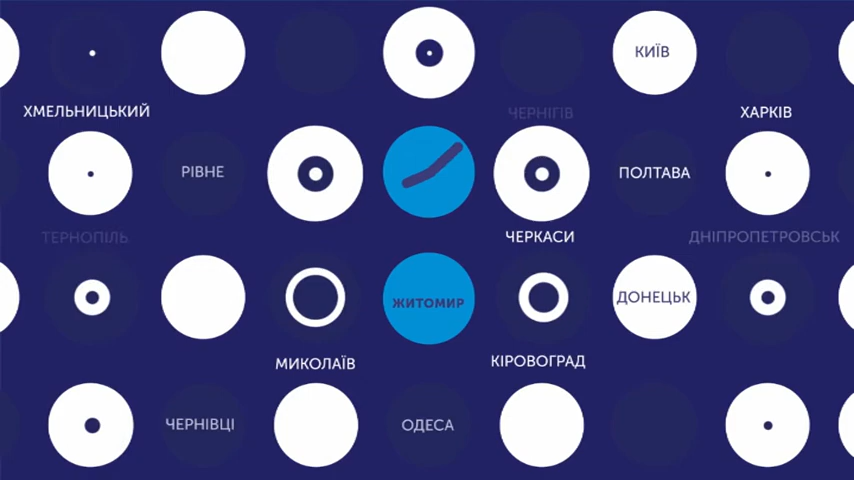 КИЇВ
ХМЕЛЬНИЦЬКИЙ
ЧЕРНІГІВ
ХАРКІВ
РІВНЕ
ПОЛТАВА
ТЕРНОПІЛЬ
ЧЕРКАСИ
ДНІПРОПЕТРОВСЬК
ЖИТОМИР
ДОНЕЦЬК
МИКОЛАЇВ
КІРОВОГРАД
ЧЕРНІВЦІ
ОДЕСА